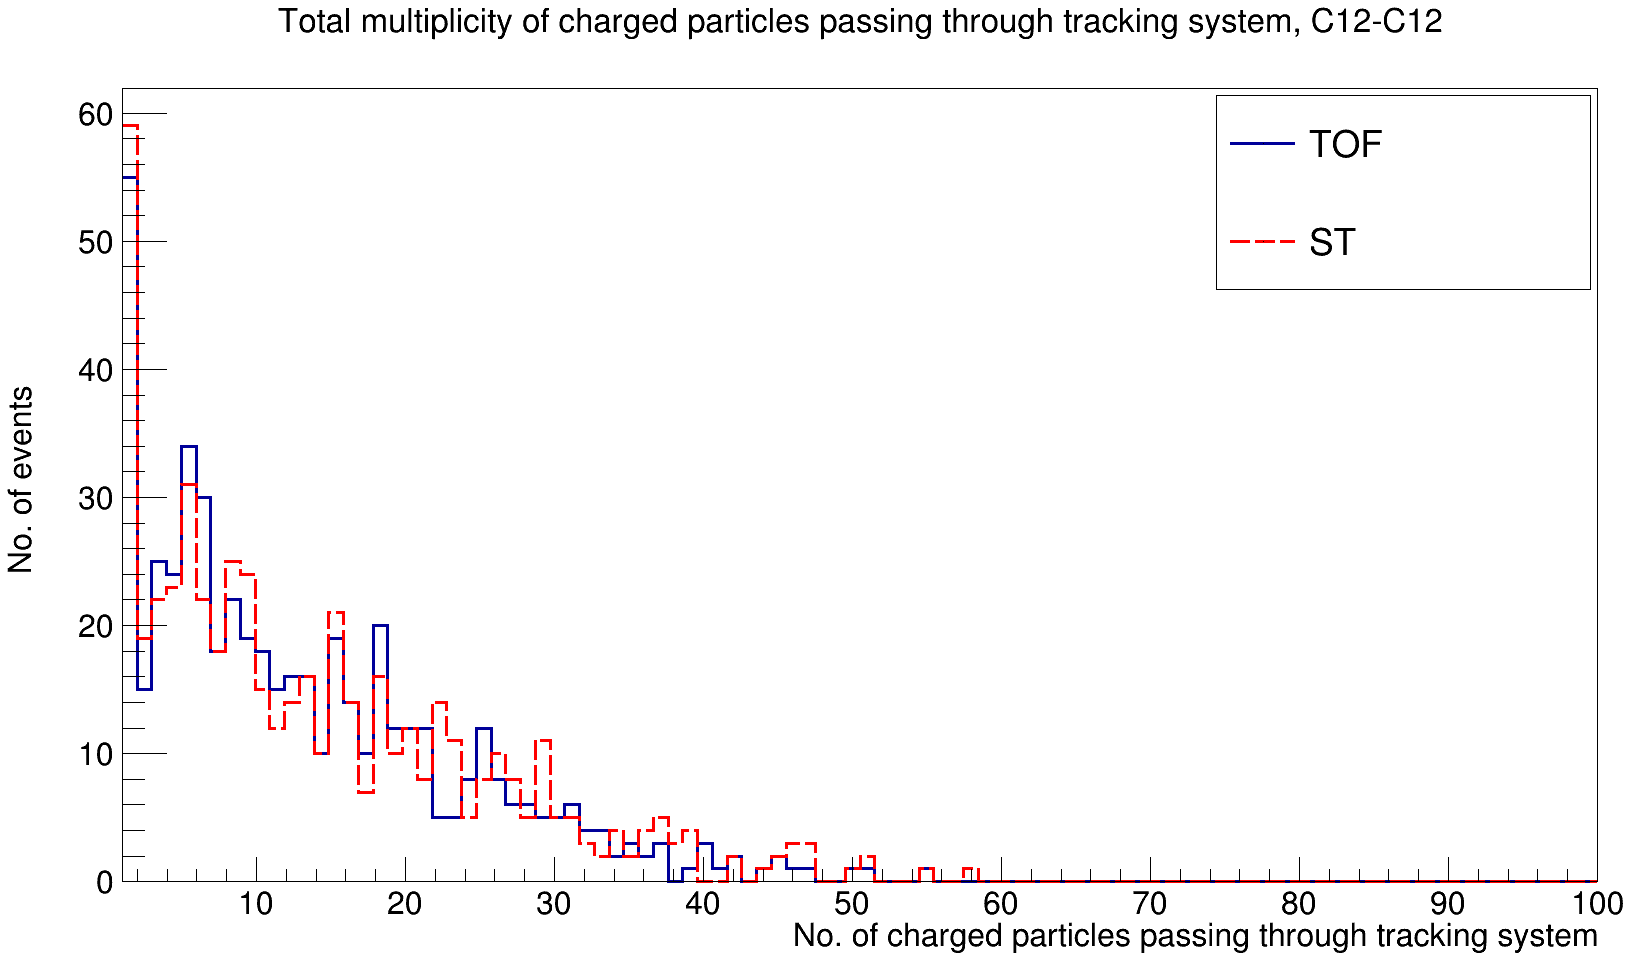 Total multiplicity of charged particles passing through tracking system, C12-C12
60
50
40
30
20
10
0
No. of events
TOF
ST
10 20 30 40 50 60 70 80 90 100
No. of charged particles passing through tracking system